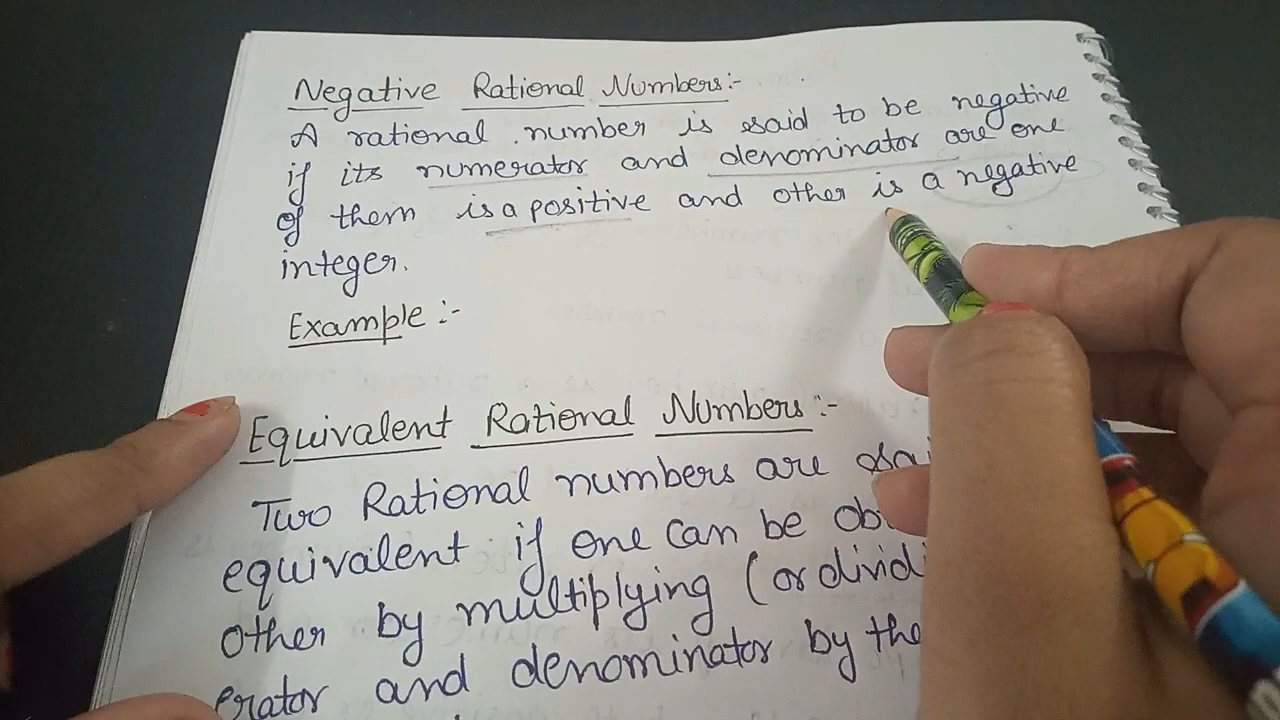 Negative Rational Numbers:-
A rational number is said to be negative
if its numerator and denominator are one
of them is a positive and other is a negative
integer.
Example :-
Equivalent Rational Numbers :-
Two Rational numbers are
equivalent if one can be
other by multiplying (or
erator and denominator by the